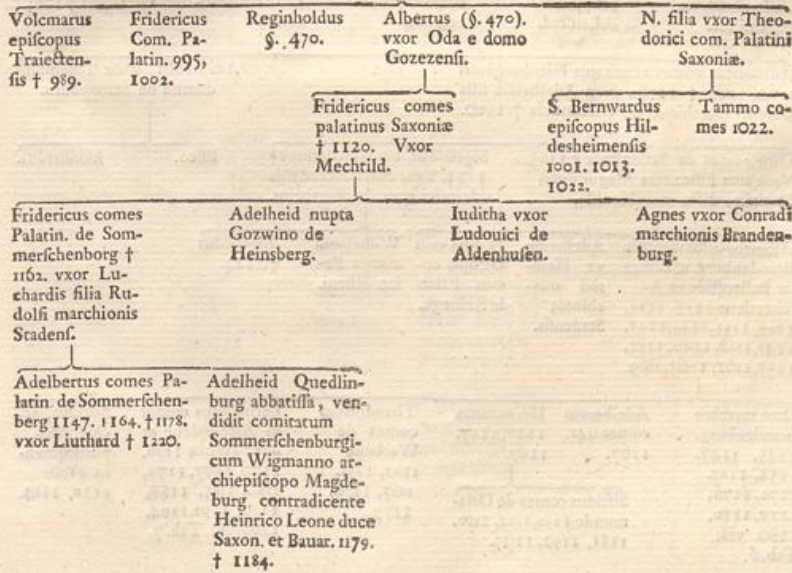 Volcmarus
epiſcopus
Traiecten-
ſis † 989.
Fridericus
Com. Pa-
latin. 995,
1002.
Reginholdus
§. 470.
Albertus (§. 470).
vxor Oda e domo
Gozezenſi.
N. filia vxor Theo-
dorici com. Palatini
Saxoniæ.
Fridericus comes
palatinus Saxoniæ
† 1120. Vxor
Mechtild.
S. Bernwardus
epiſcopus Hil-
desheimenſis
1001. 1013.
1022.
Tammo co-
mes 1022.
Fridericus comes
Palatin. de Som-
merſchenborg †
1162. vxor Lu-
chardis filia Ru-
dolfi marchionis
Stadenſ.
Adelheid nupta
Gozwino de
Heinsberg.
Iuditha vxor
Ludouici de
Aldenhuſen.
Agnes vxor Conradi
marchionis Branden-
burg.
Adelbertus comes Pa-
latin. de Sommerſchen-
berg 1147. 1164. † 1178.
vxor Liuthard † 1220.
Adelheid Quedlin-
burg abbatiſſa, ven-
didit comitatum
Sommerſchenburgi-
cum Wigmanno ar-
chiepiſcopo Magde-
burg. contradicente
Heinrico Leone duce
Saxon. et Bauar. 1179.
† 1184.